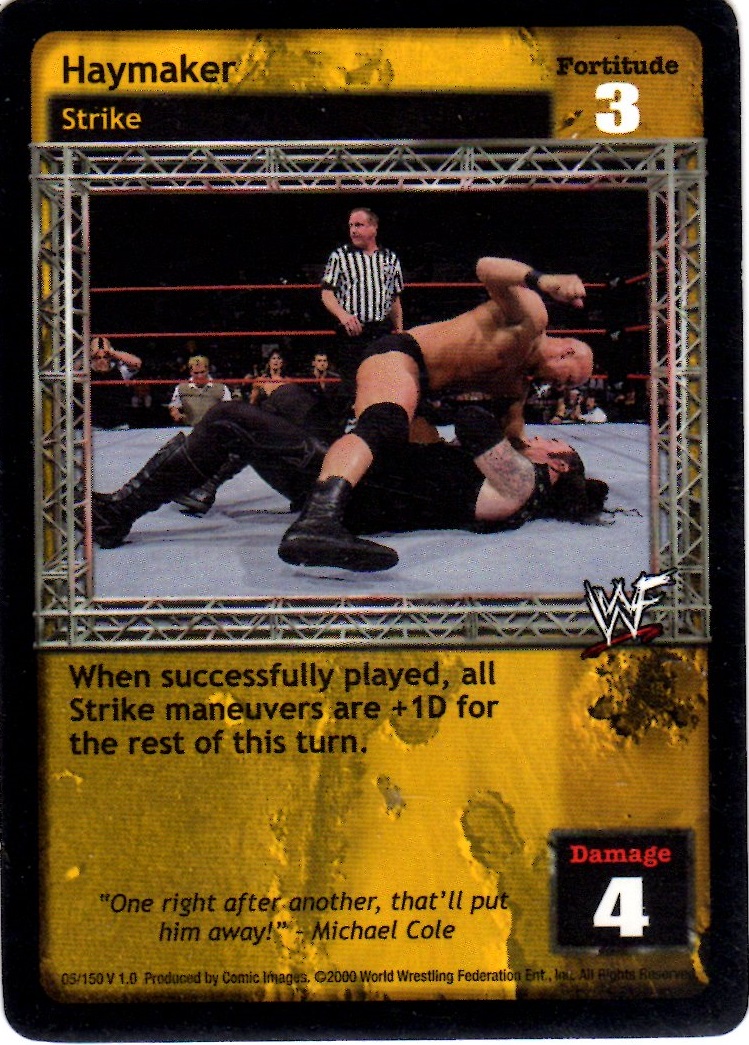 Haymaker
Fortitude
3
Strike
WF
When successfully played, all
Strike maneuvers are +1D for
the rest of this turn.
Damage
4
"One right after another, that'll put
him away!" - Michael Cole
05/150 V 1.0 Produced by Comic Images. ©2000 World Wrestling Federation Ent., Inc. All Rights Reserved